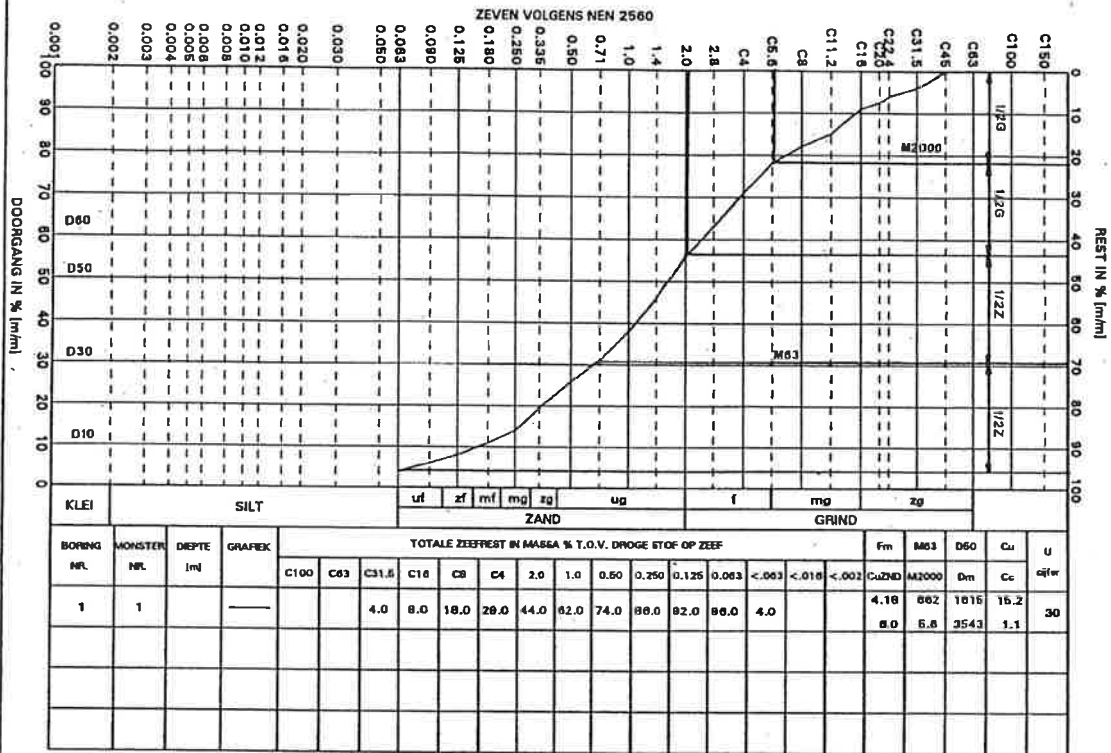 ZEVEN VOLGENS NEN 2560
0.001 0.002 0.003 0.004 0.005 0.006 0.008 0.010 0.012 0.016 0.020 0.030 0.050 0.063 0.090 0.125 0.180 0.250 0.335 0.50 0.71 1.0 1.4 2.0 2.8 C4 C5.6 C8 C11.2 C16 C20 C22.4 C31.5 C45 C63 C100 C150
100 90 80 70 60 50 40 30 20 10 0
DOORGANG IN % [m/m]
D60
D50
D30
D10
M2000
M63
1/2G
1/2G
1/2Z
1/2Z
0 10 20 30 40 50 60 70 80 90 100
REST IN % [m/m]
KLEI SILT uf zf mf mg zg ug f mg zg
ZAND GRIND
BORING NR. MONSTER NR. DIEPTE [m] GRAFIEK TOTALE ZEEFREST IN MASSA % T.O.V. DROGE STOF OP ZEEF Fm M63 D50 Cu U cijfer
C100 C63 C31.5 C16 C8 C4 2.0 1.0 0.50 0.250 0.125 0.063 <.063 <.016 <.002 CuZND M2000 Dm Cc
1 1 4.0 9.0 18.0 29.0 44.0 62.0 74.0 86.0 92.0 96.0 4.0 4.18 662 1615 15.2 30
6.0 5.6 3543 1.1